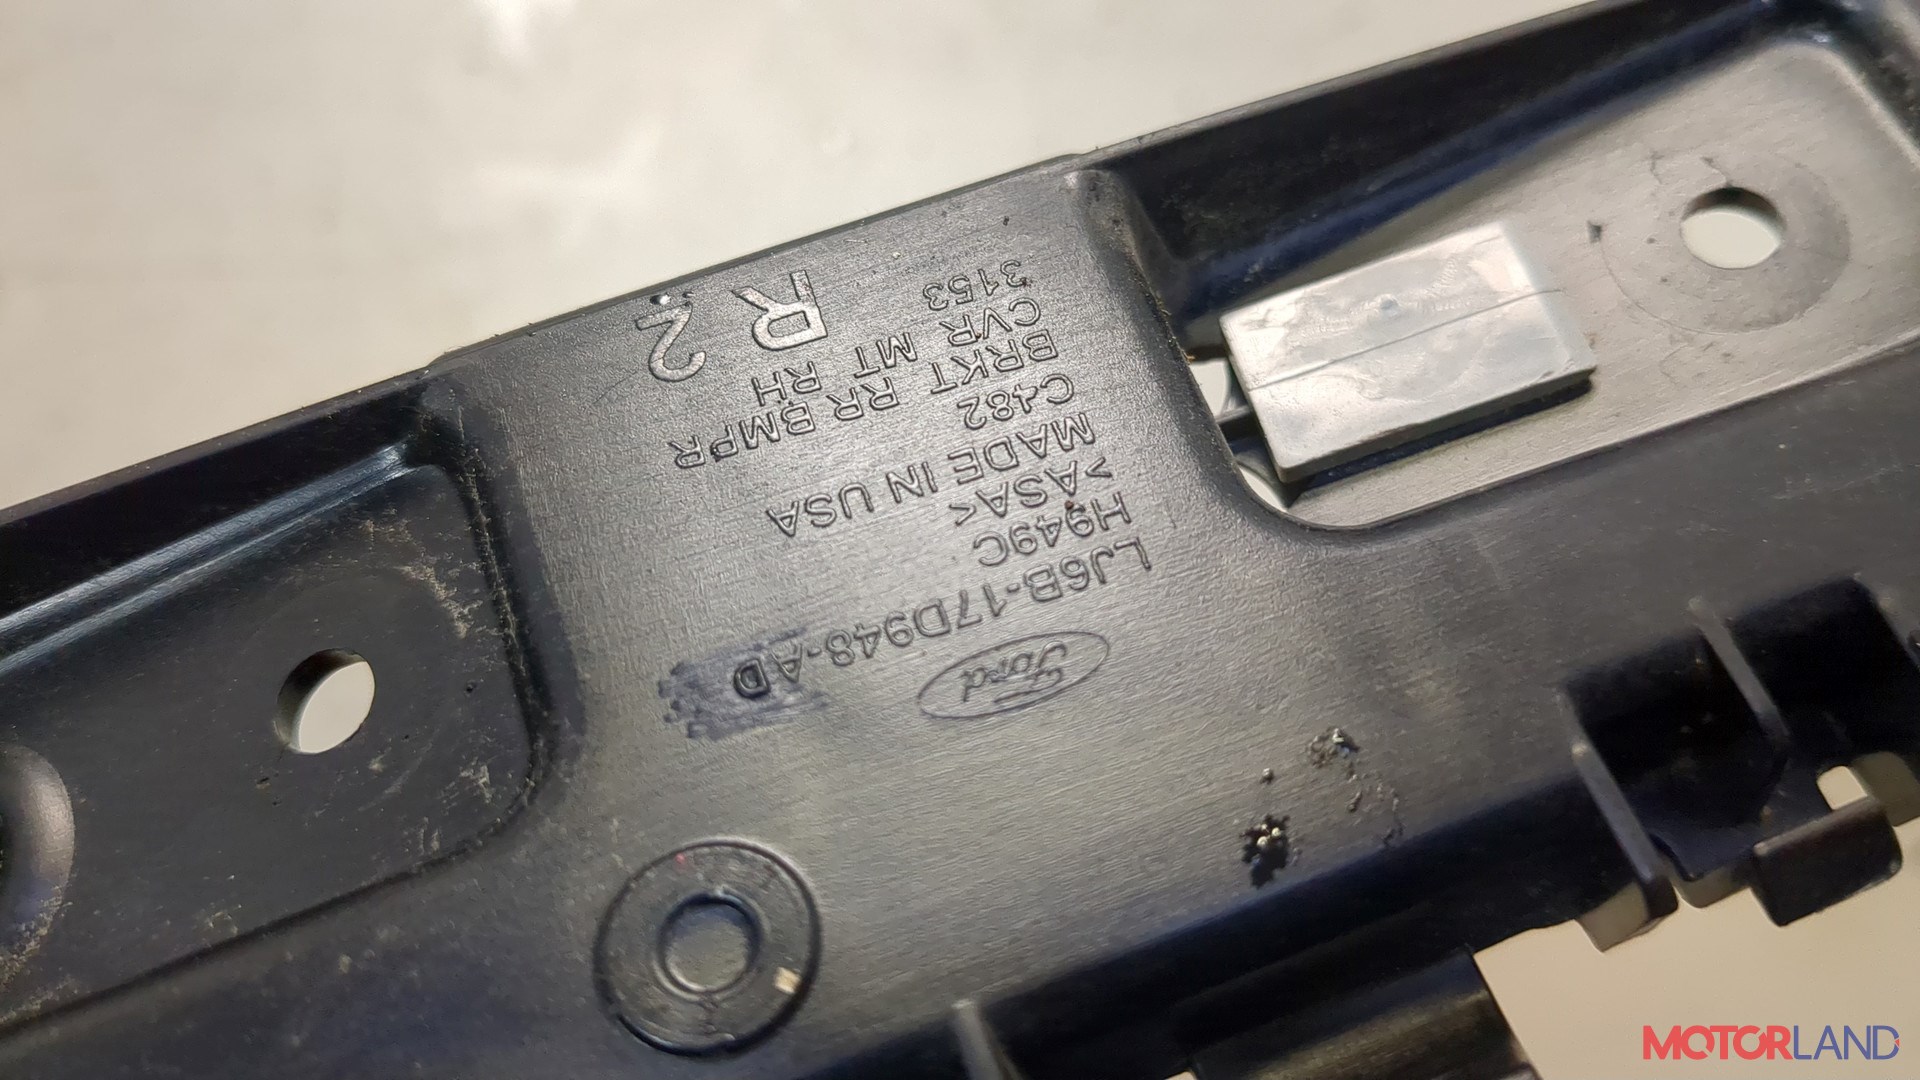 Ford
LJ6B-17D948-AD
H949C
>ASA<
MADE IN USA
C482
BRKT RR BMPR
CVR MT RH
3153
R 2
MOTORLAND